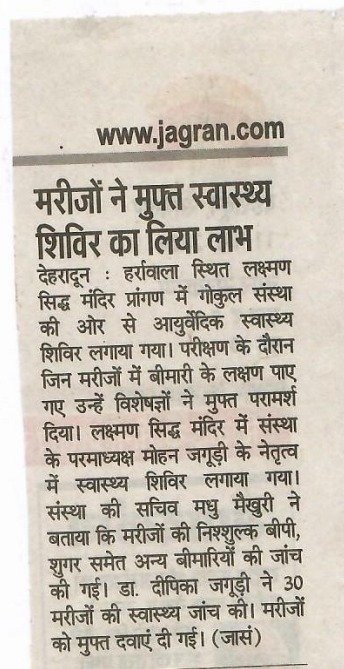 www.jagran.com
मरीजों ने मुफ्त स्वास्थ्य
शिविर का लिया लाभ
देहरादून : हर्रावाला स्थित लक्ष्मण
सिद्ध मंदिर प्रांगण में गोकुल संस्था
की ओर से आयुर्वेदिक स्वास्थ्य
शिविर लगाया गया। परीक्षण के दौरान
जिन मरीजों में बीमारी के लक्षण पाए
गए उन्हें विशेषज्ञों ने मुफ्त परामर्श
दिया। लक्ष्मण सिद्ध मंदिर में संस्था
के परमाध्यक्ष मोहन जगूड़ी के नेतृत्व
में स्वास्थ्य शिविर लगाया गया।
संस्था की सचिव मधु मैखुरी ने
बताया कि मरीजों की निश्शुल्क बीपी,
शुगर समेत अन्य बीमारियों की जांच
की गई। डा. दीपिका जगूड़ी ने 30
मरीजों की स्वास्थ्य जांच की। मरीजों
को मुफ्त दवाएं दी गई। (जासं)